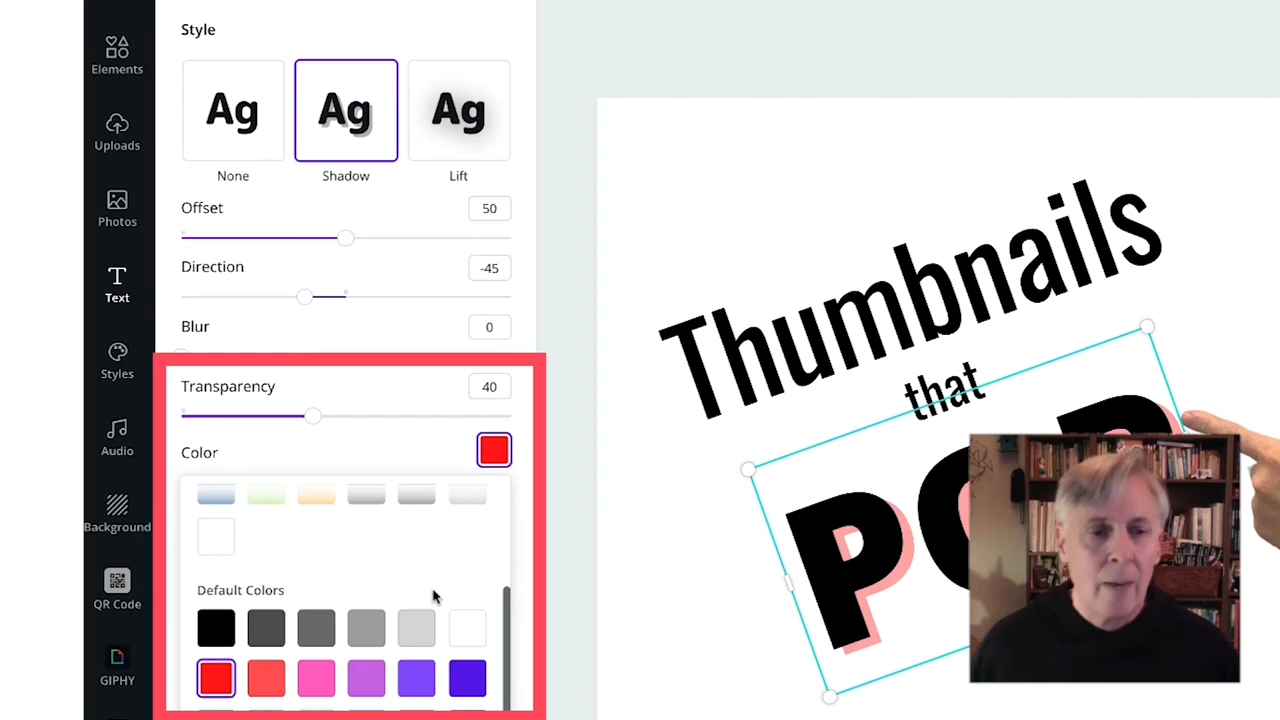 Elements
Uploads
Photos
Text
Styles
Audio
Background
QR Code
GIPHY
Style
Ag
Ag
Ag
None
Shadow
Lift
Offset
50
Direction
-45
Blur
0
Transparency
40
Color
Default Colors
Thumbnails
that
POP